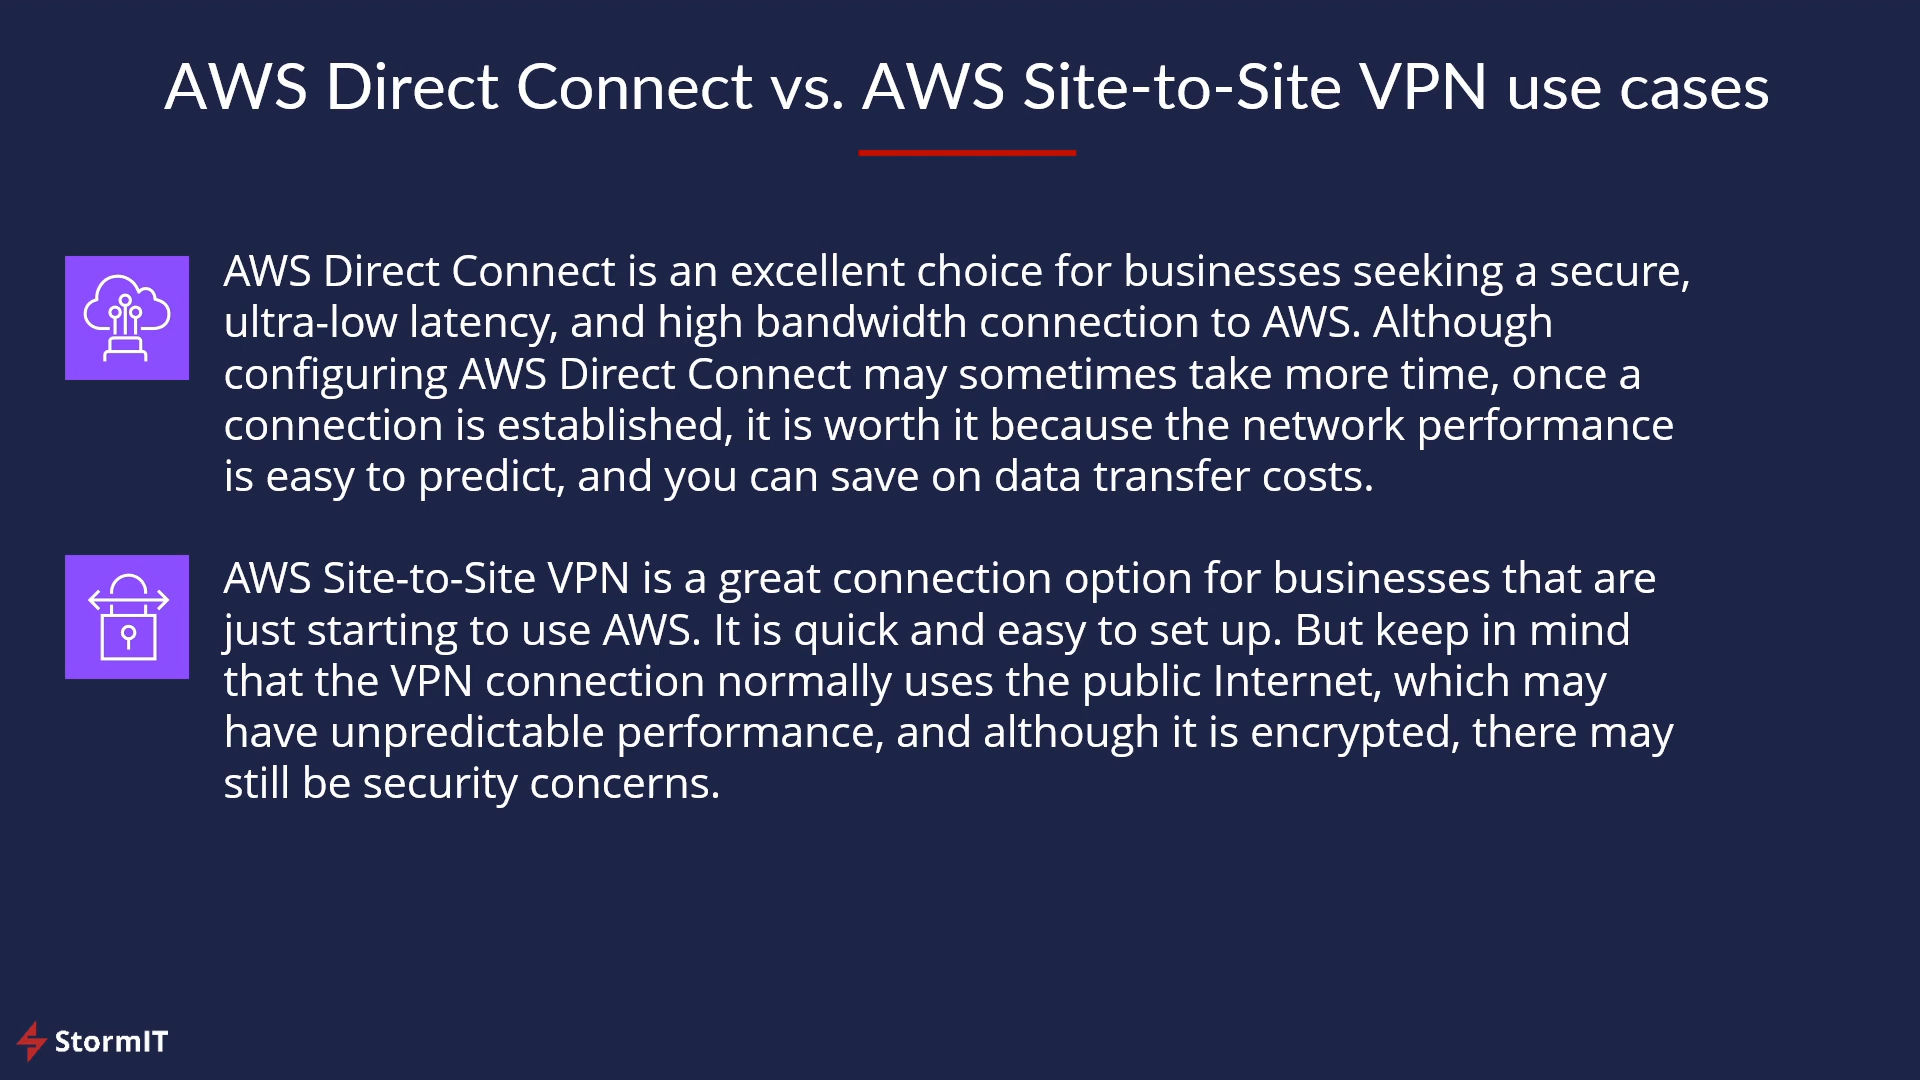 AWS Direct Connect vs. AWS Site-to-Site VPN use cases
AWS Direct Connect is an excellent choice for businesses seeking a secure,
ultra-low latency, and high bandwidth connection to AWS. Although
configuring AWS Direct Connect may sometimes take more time, once a
connection is established, it is worth it because the network performance
is easy to predict, and you can save on data transfer costs.
AWS Site-to-Site VPN is a great connection option for businesses that are
just starting to use AWS. It is quick and easy to set up. But keep in mind
that the VPN connection normally uses the public Internet, which may
have unpredictable performance, and although it is encrypted, there may
still be security concerns.
StormIT